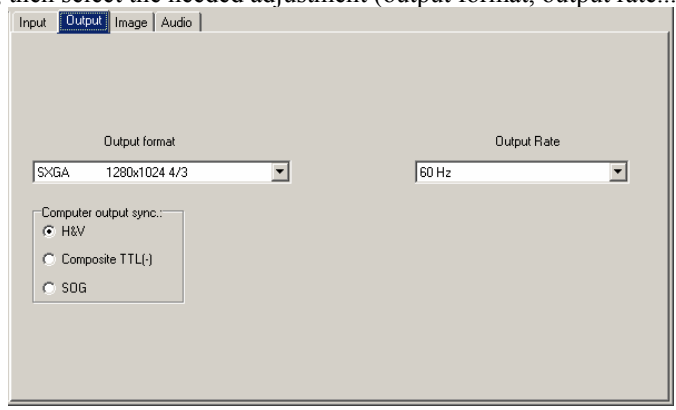 then select the needed adjustment (output format, output rate...
Input Output Image Audio
Output format Output Rate
SXGA 1280x1024 4/3 60 Hz
Computer output sync.:
H&V
Composite TTL(-)
SOG